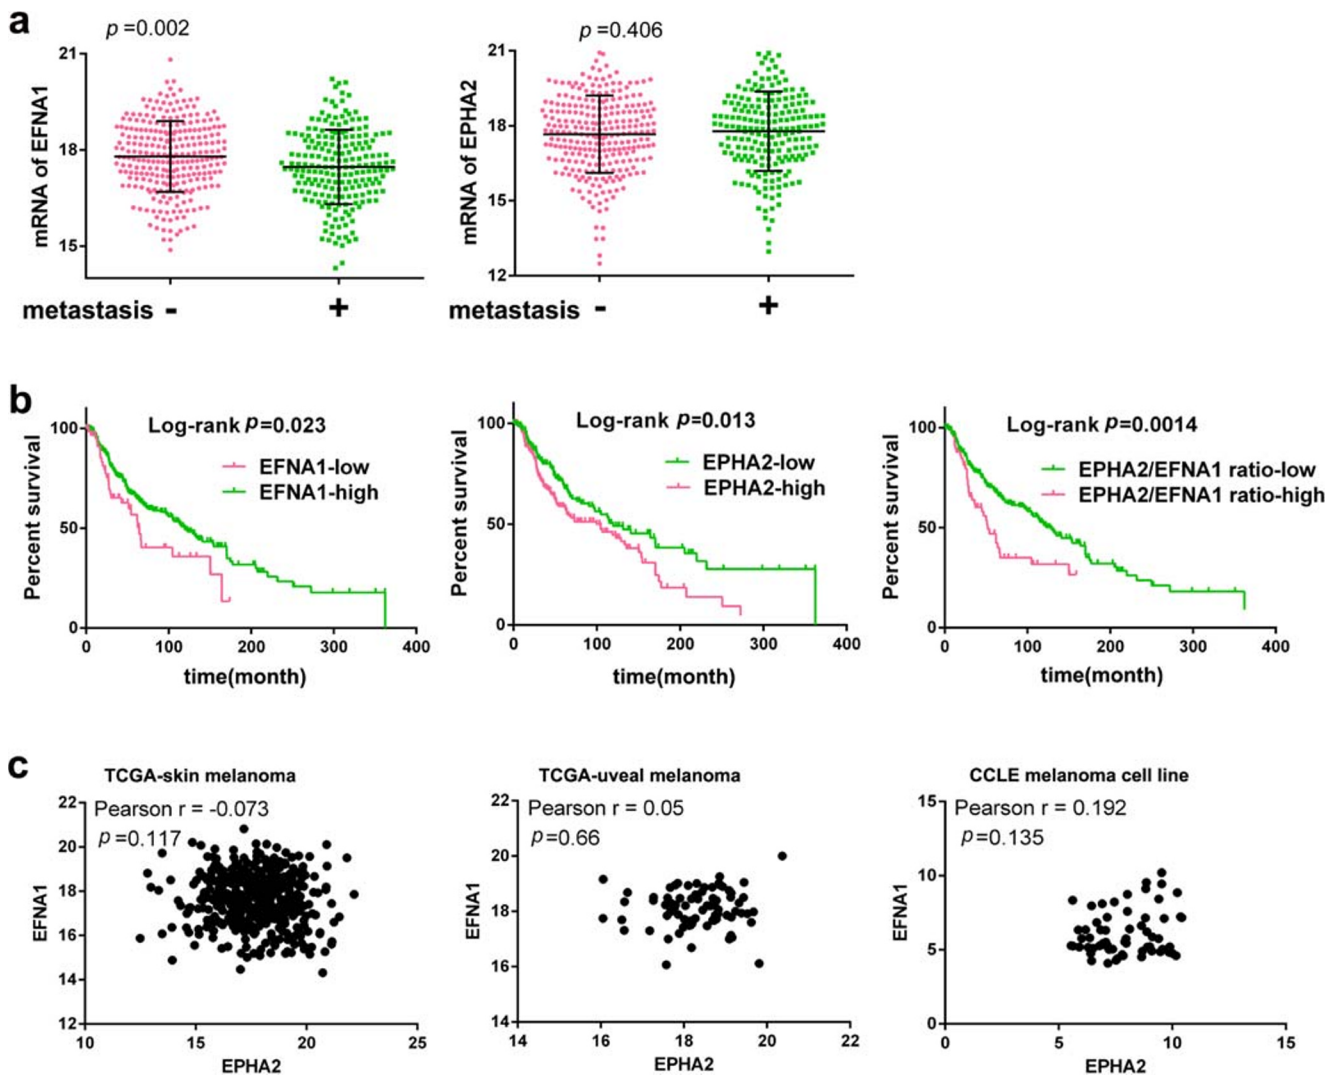 a
p=0.002
21
18
15
mRNA of EFNA1
metastasis - +
p=0.406
21
18
15
12
mRNA of EPHA2
metastasis - +
b
Log-rank p=0.023
EFNA1-low
EFNA1-high
100
50
0
Percent survival
0 100 200 300 400
time(month)
Log-rank p=0.013
EPHA2-low
EPHA2-high
100
50
0
Percent survival
0 100 200 300 400
time(month)
Log-rank p=0.0014
EPHA2/EFNA1 ratio-low
EPHA2/EFNA1 ratio-high
100
50
0
Percent survival
0 100 200 300 400
time(month)
c
TCGA-skin melanoma
Pearson r = -0.073
p=0.117
22
20
18
16
14
12
EFNA1
10 15 20 25
EPHA2
TCGA-uveal melanoma
Pearson r = 0.05
p=0.66
22
20
18
16
14
EFNA1
14 16 18 20 22
EPHA2
CCLE melanoma cell line
Pearson r = 0.192
p=0.135
15
10
5
0
EFNA1
0 5 10 15
EPHA2